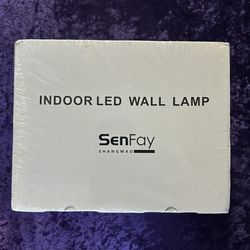 INDOOR LED WALL LAMP
SenFay
SHANGMAO